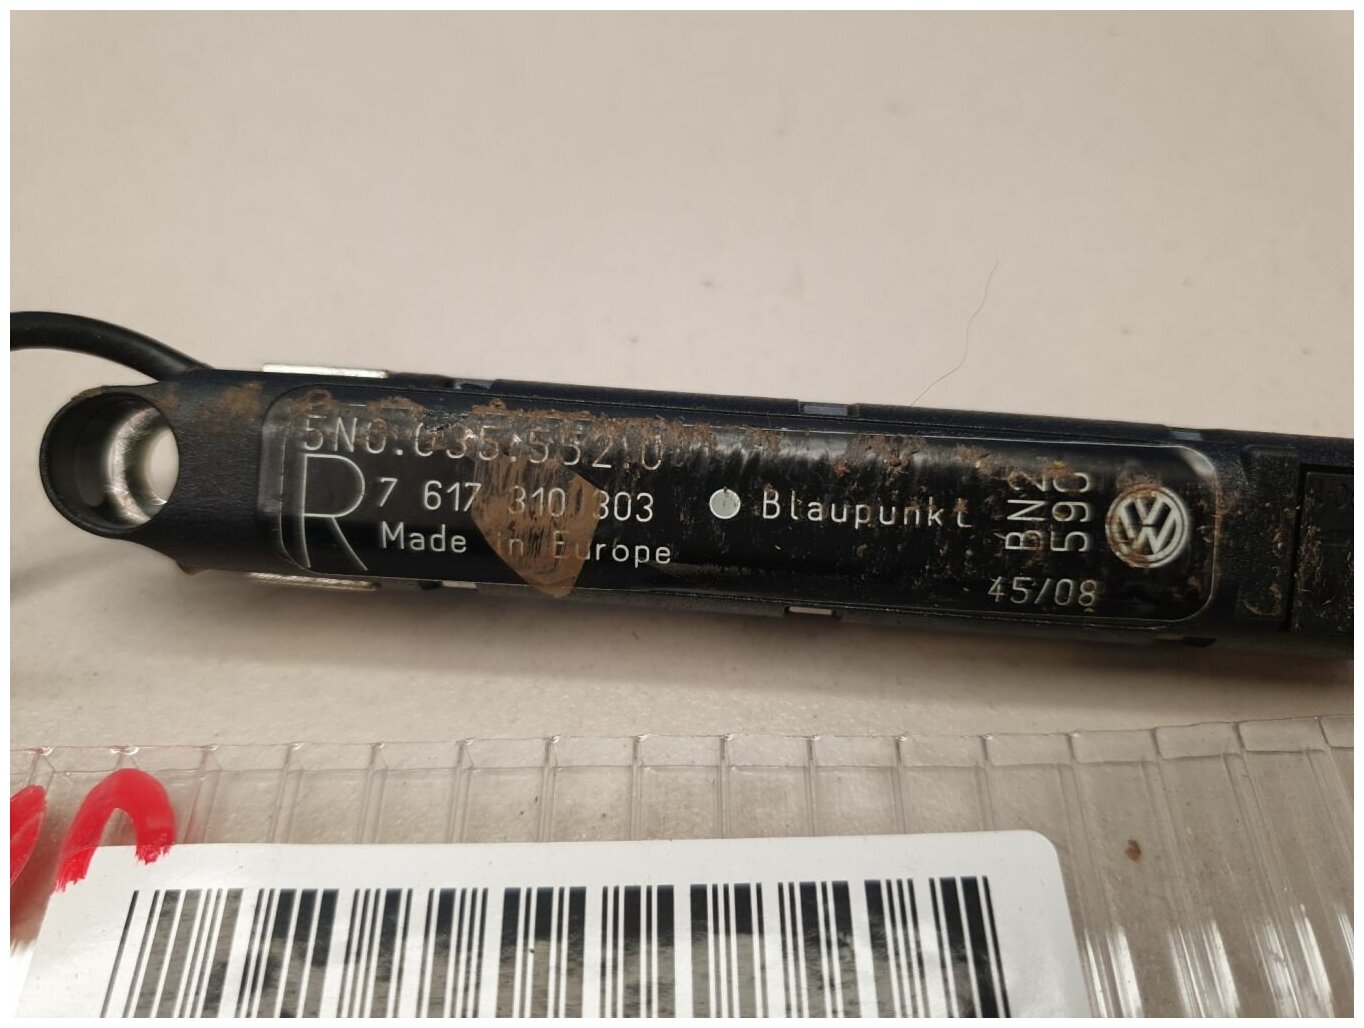 5N0.035.552.D
R
7 617 310 303
Made in Europe
Blaupunkt
BN2
590
45/08